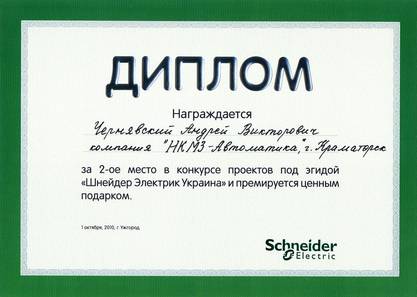 ДИПЛОМ
Награждается
Чернявский Андрей Викторович
компания "НКМЗ-Автоматика", г. Краматорск
за 2-ое место в конкурсе проектов под эгидой
«Шнейдер Электрик Украина» и премируется ценным
подарком.
1 октября, 2010, г. Ужгород
Schneider
Electric